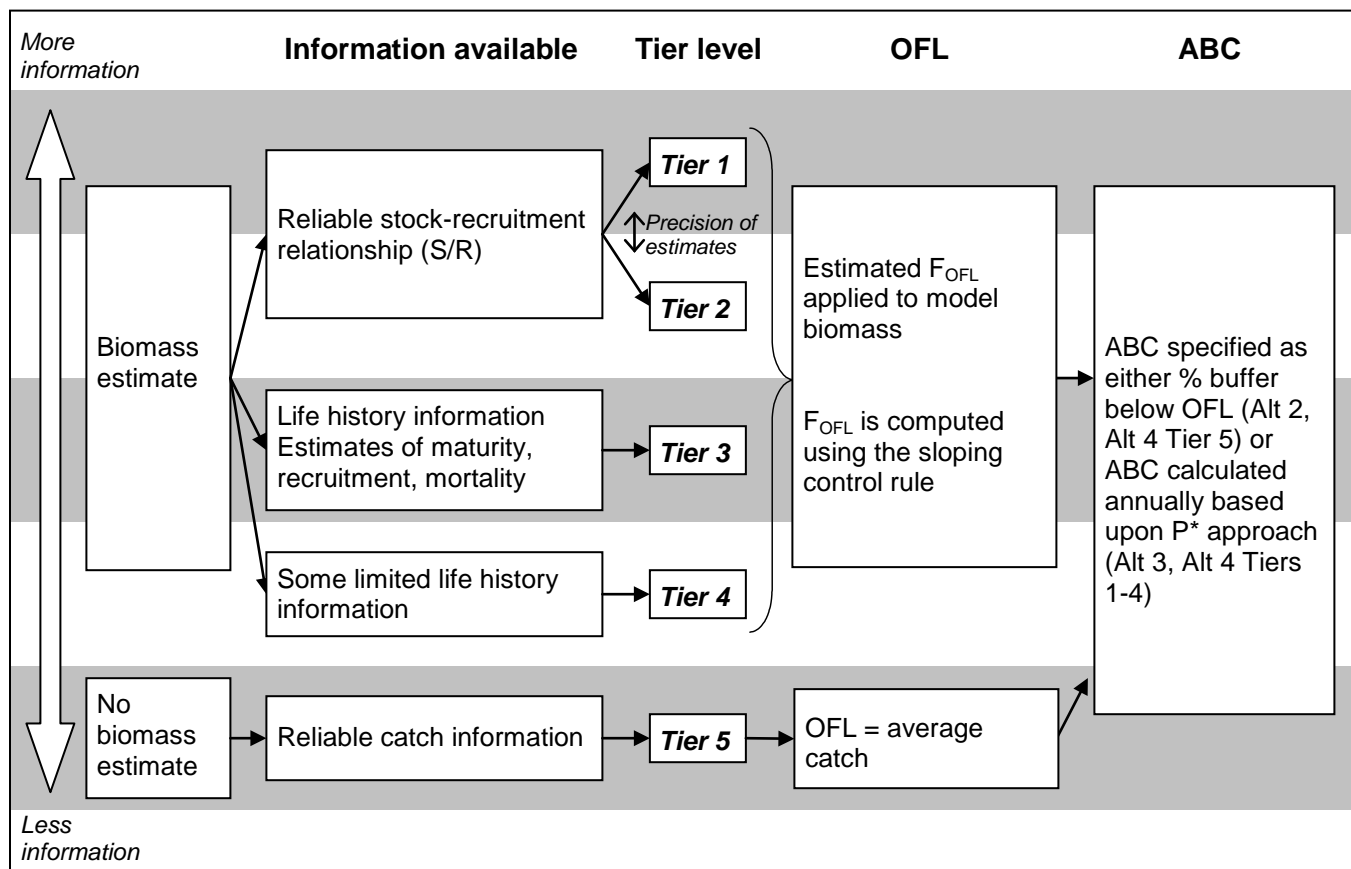 More
information
Information available
Tier level
OFL
ABC
Biomass
estimate
Reliable stock-recruitment
relationship (S/R)
Tier 1
Precision of
estimates
Tier 2
Life history information
Estimates of maturity,
recruitment, mortality
Tier 3
Some limited life history
information
Tier 4
Estimated FOFL
applied to model
biomass
FOFL is computed
using the sloping
control rule
ABC specified as
either % buffer
below OFL (Alt 2,
Alt 4 Tier 5) or
ABC calculated
annually based
upon P* approach
(Alt 3, Alt 4 Tiers
1-4)
No
biomass
estimate
Reliable catch information
Tier 5
OFL = average
catch
Less
information